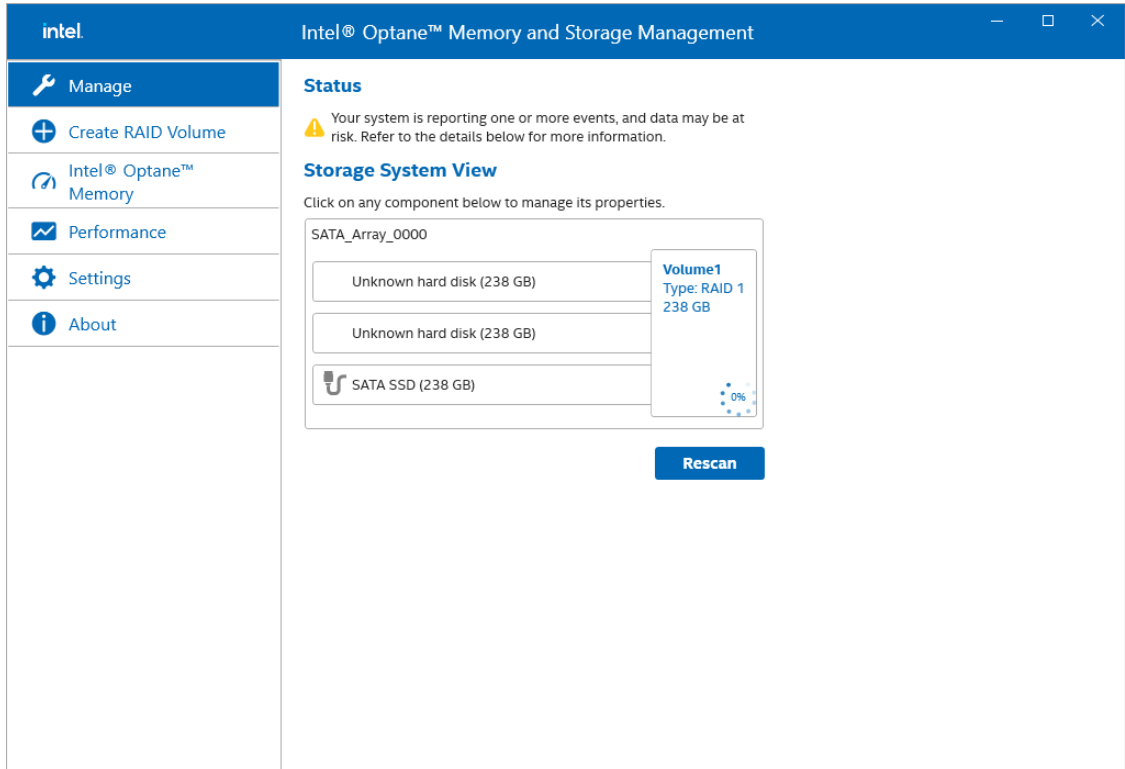 intel.
Intel® Optane™ Memory and Storage Management
Manage
Create RAID Volume
Intel® Optane™
Memory
Performance
Settings
About
Status
Your system is reporting one or more events, and data may be at
risk. Refer to the details below for more information.
Storage System View
Click on any component below to manage its properties.
SATA_Array_0000
Unknown hard disk (238 GB)
Unknown hard disk (238 GB)
SATA SSD (238 GB)
Volume1
Type: RAID 1
238 GB
0%
Rescan